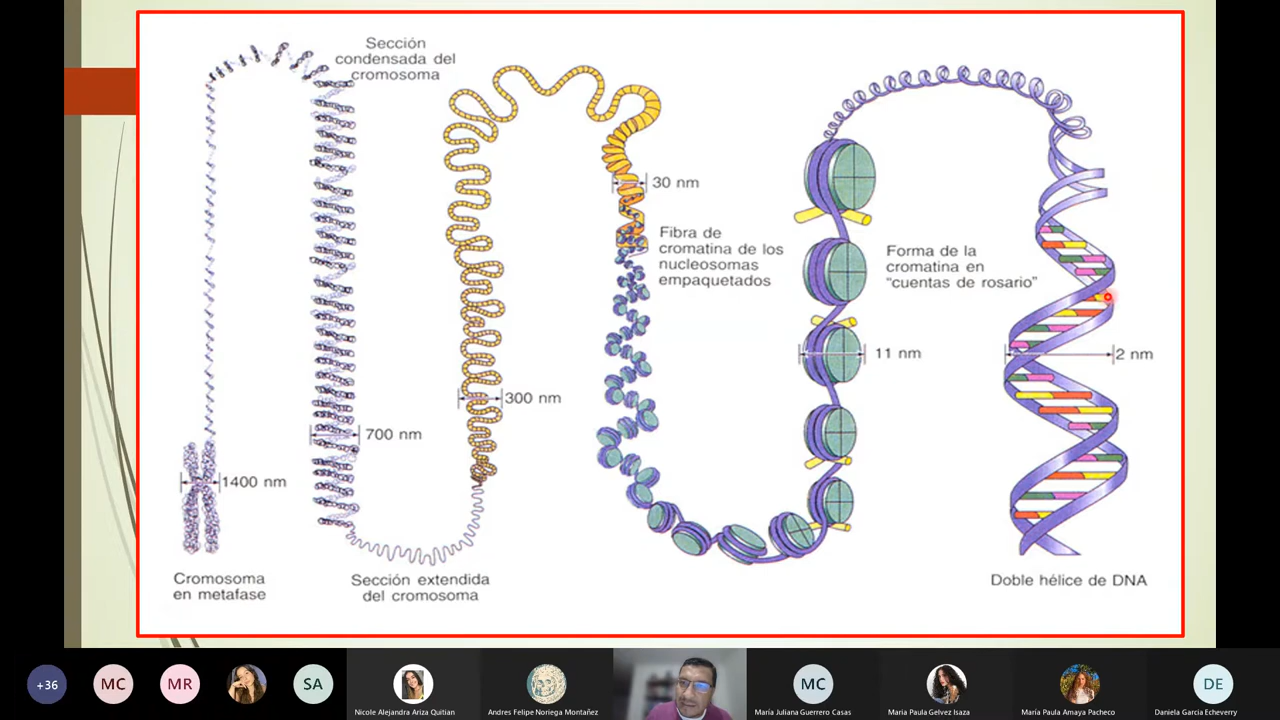 Sección
condensada del
cromosoma
30 nm
Fibra de
cromatina de los
nucleosomas
empaquetados
Forma de la
cromatina en
“cuentas de rosario”
11 nm
2 nm
300 nm
700 nm
1400 nm
Cromosoma
en metafase
Sección extendida
del cromosoma
Doble hélice de DNA
+36
MC
MR
SA
MC
DE
Nicole Alejandra Ariza Quitian
Andres Felipe Noriega Montañez
María Juliana Guerrero Casas
Maria Paula Gelvez Isaza
María Paula Amaya Pacheco
Daniela Garcia Echeverry